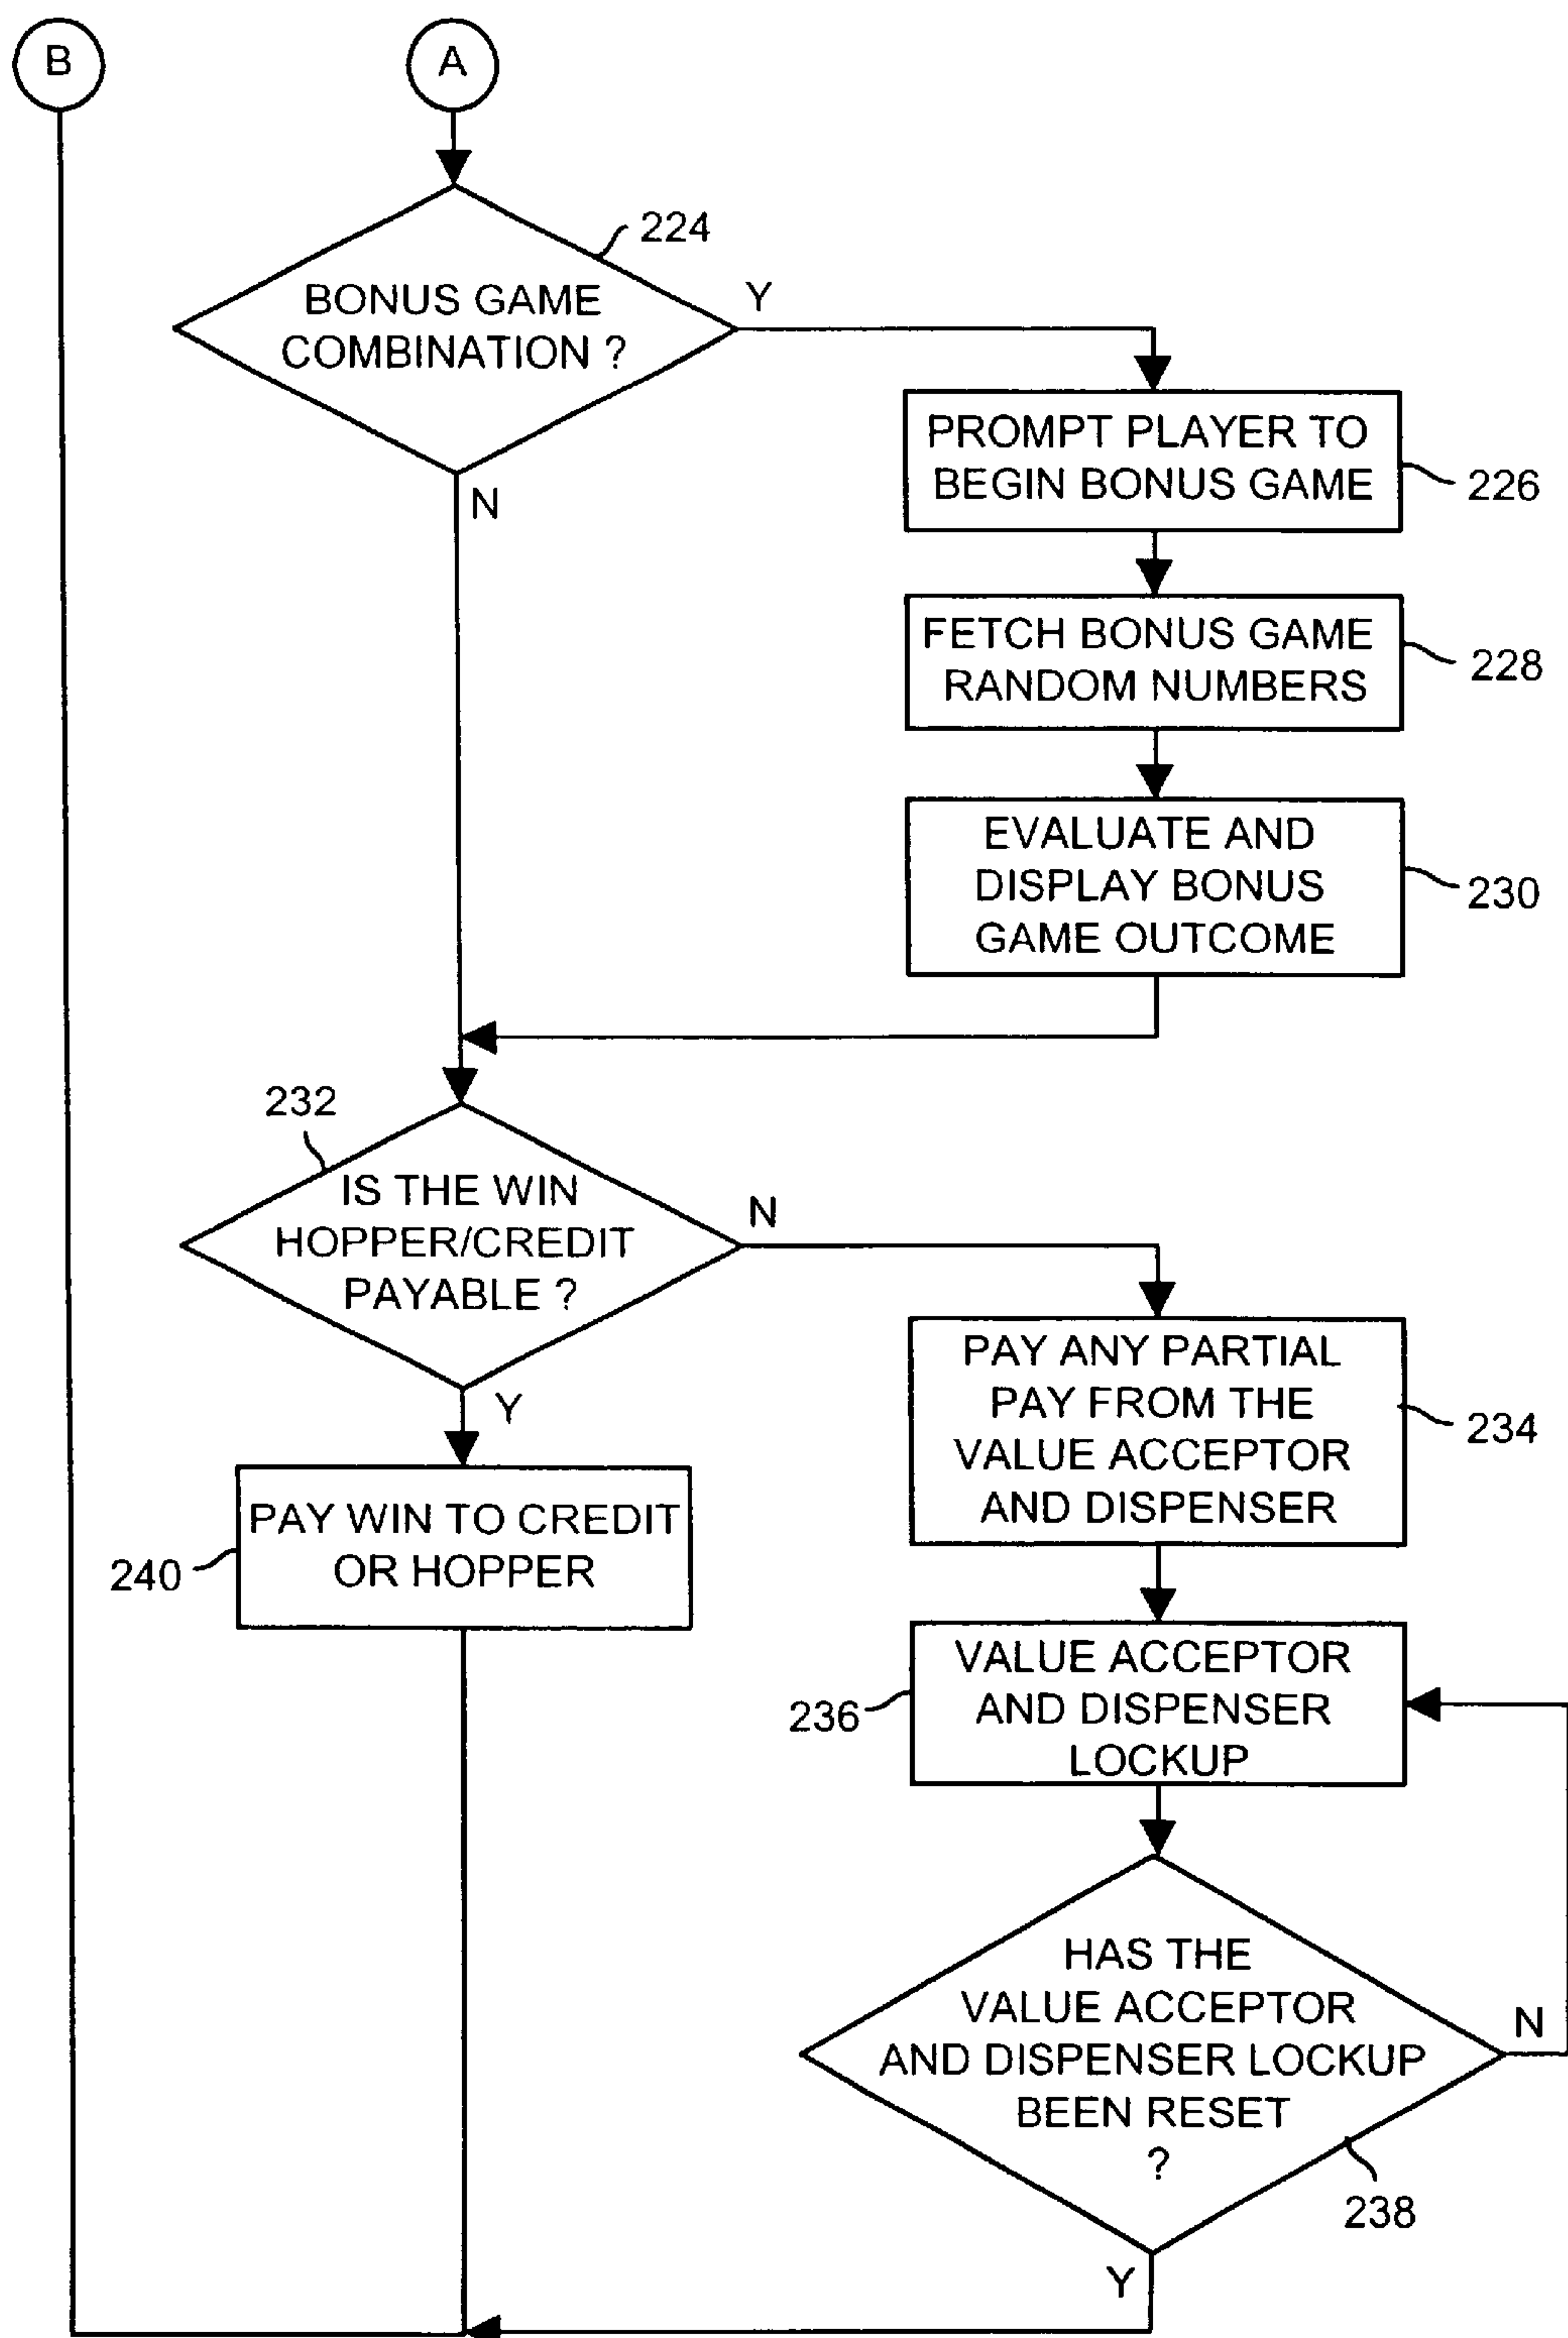 B
A
224
BONUS GAME
COMBINATION ?
Y
N
PROMPT PLAYER TO
BEGIN BONUS GAME
226
FETCH BONUS GAME
RANDOM NUMBERS
228
EVALUATE AND
DISPLAY BONUS
GAME OUTCOME
230
232
IS THE WIN
HOPPER/CREDIT
PAYABLE ?
N
Y
PAY ANY PARTIAL
PAY FROM THE
VALUE ACCEPTOR
AND DISPENSER
234
PAY WIN TO CREDIT
OR HOPPER
240
VALUE ACCEPTOR
AND DISPENSER
LOCKUP
236
HAS THE
VALUE ACCEPTOR
AND DISPENSER LOCKUP
BEEN RESET
?
N
238
Y